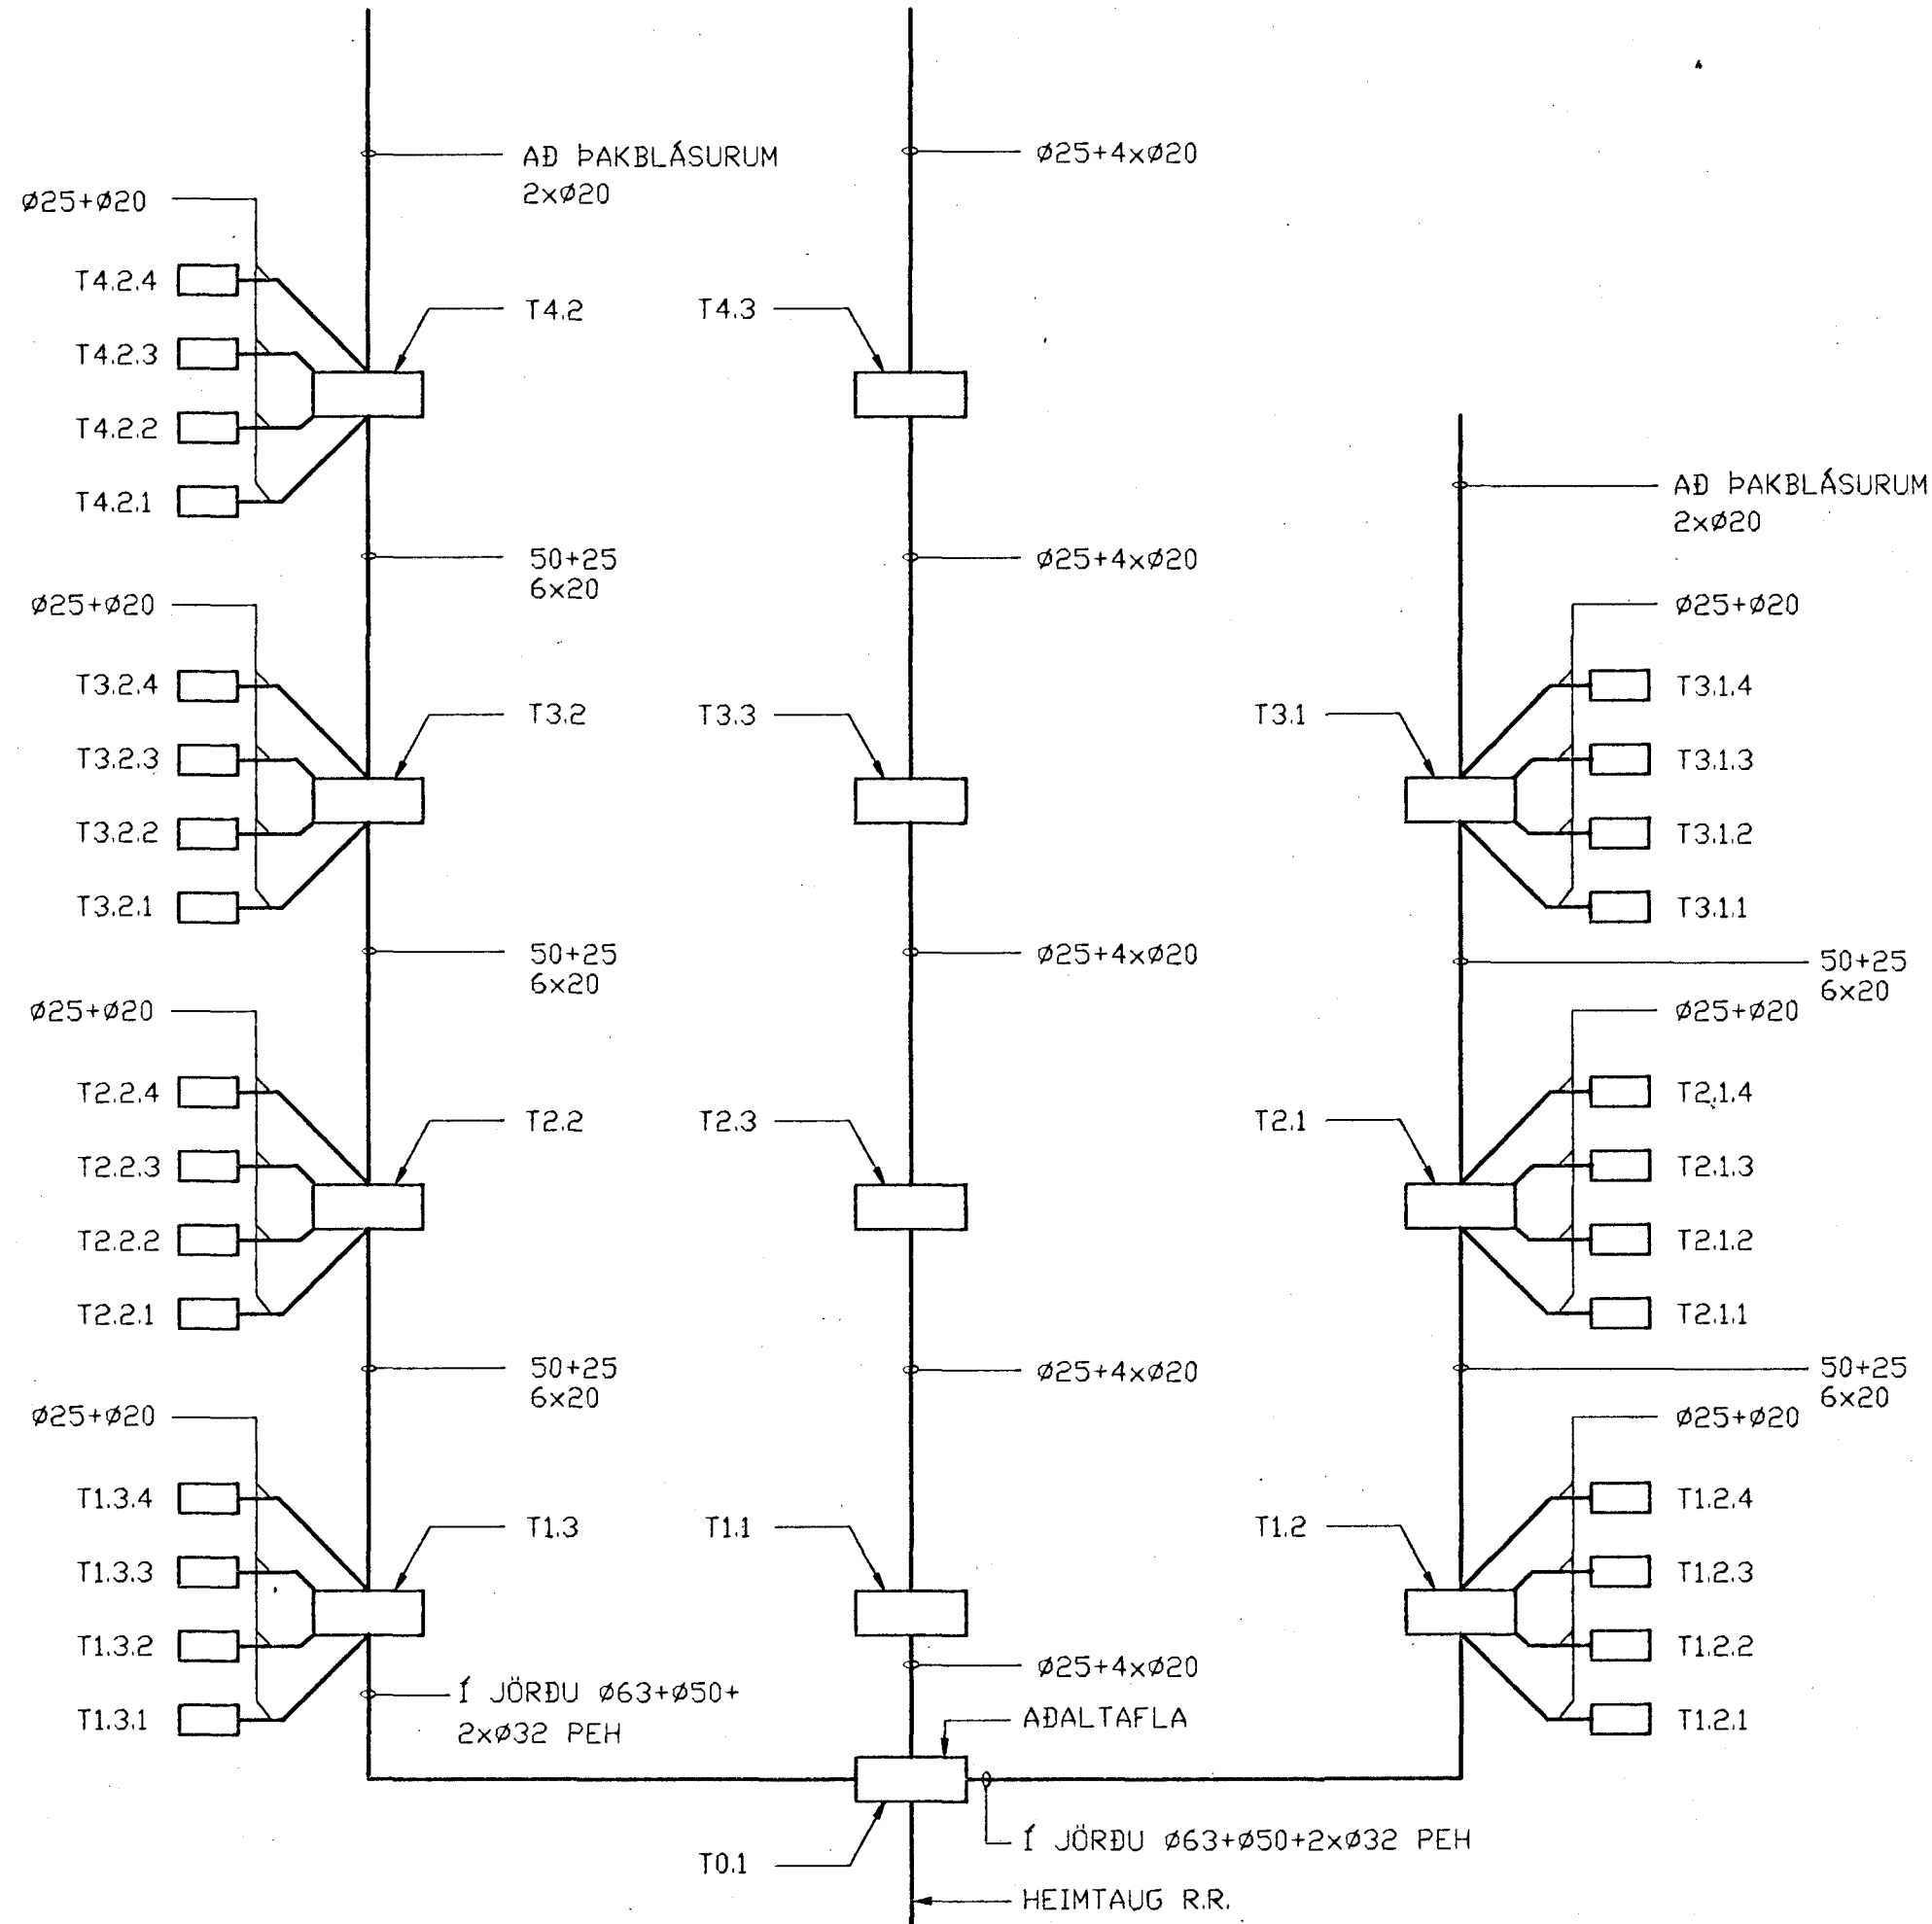 AÐ ÞAKBLÁSURUM
2xØ20
Ø25+4xØ20
Ø25+Ø20
T4.2.4
T4.2.3
T4.2.2
T4.2.1
T4.2
T4.3
AÐ ÞAKBLÁSURUM
2xØ20
50+25
6x20
Ø25+4xØ20
Ø25+Ø20
T3.2.4
T3.2.3
T3.2.2
T3.2.1
T3.2
T3.3
T3.1
Ø25+Ø20
T3.1.4
T3.1.3
T3.1.2
T3.1.1
50+25
6x20
Ø25+4xØ20
50+25
6x20
Ø25+Ø20
T2.2.4
T2.2.3
T2.2.2
T2.2.1
T2.2
T2.3
T2.1
Ø25+Ø20
T2.1.4
T2.1.3
T2.1.2
T2.1.1
50+25
6x20
Ø25+4xØ20
50+25
6x20
Ø25+Ø20
T1.3.4
T1.3.3
T1.3.2
T1.3.1
T1.3
T1.1
T1.2
Ø25+Ø20
T1.2.4
T1.2.3
T1.2.2
T1.2.1
Í JÖRÐU Ø63+Ø50+
2xØ32 PEH
Ø25+4xØ20
AÐALTAFLA
Í JÖRÐU Ø63+Ø50+2xØ32 PEH
T0.1
HEIMTAUG R.R.